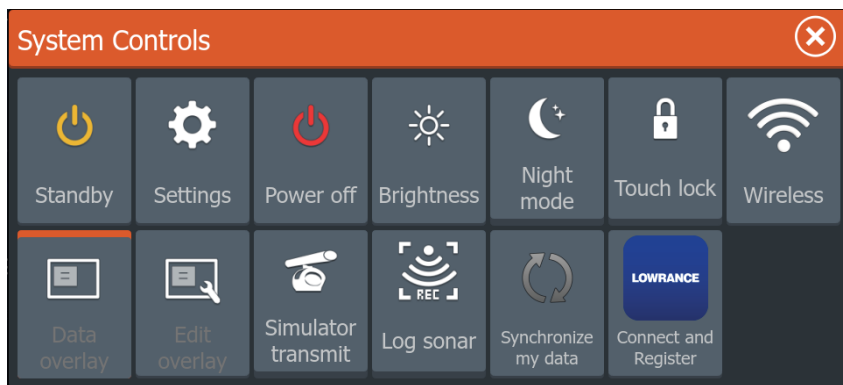 System Controls
Standby
Settings
Power off
Brightness
Night
mode
Touch lock
Wireless
Data
overlay
Edit
overlay
Simulator
transmit
REC
Log sonar
Synchronize
my data
LOWRANCE
Connect and
Register